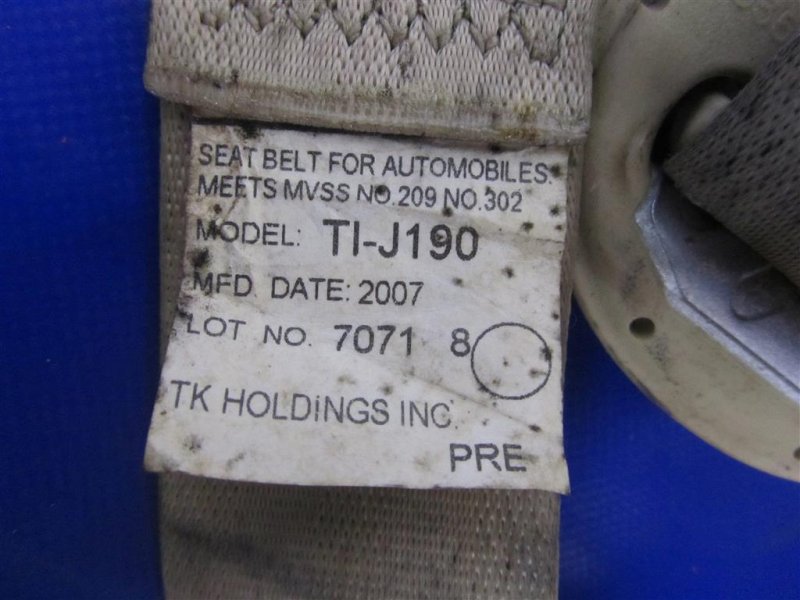 SEAT BELT FOR AUTOMOBILES.
MEETS MVSS NO.209 NO.302
MODEL: TI-J190
MFD. DATE: 2007
LOT NO. 7071 8
TK HOLDINGS INC.
PRE